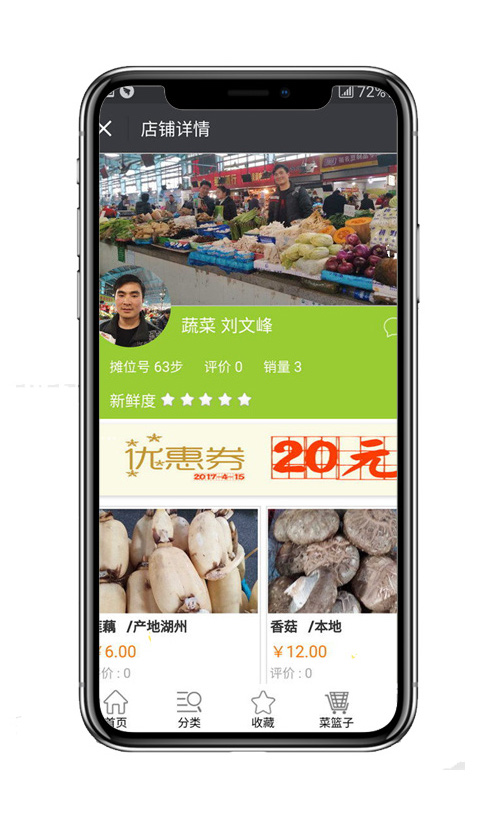 72%
店铺详情
蔬菜 刘文峰
摊位号 63步 评价 0 销量 3
新鲜度
优惠券
2017-4-15
20元
莲藕 /产地湖州
香菇 /本地
￥6.00
￥12.00
评价 : 0
评价 : 0
首页
分类
收藏
菜篮子